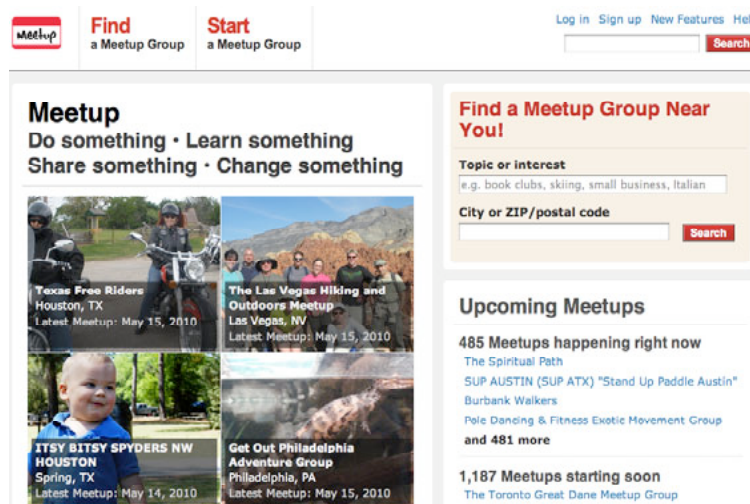 Meetup
Find
a Meetup Group
Start
a Meetup Group
Log in Sign up New Features Hel
Search
Meetup
Do something · Learn something
Share something · Change something
Texas Free Riders
Houston, TX
Latest Meetup: May 15, 2010
The Las Vegas Hiking and
Outdoors Meetup
Las Vegas, NV
Latest Meetup: May 15, 2010
ITSY BITSY SPYDERS NW
HOUSTON
Spring, TX
Latest Meetup: May 14, 2010
Get Out Philadelphia
Adventure Group
Philadelphia, PA
Latest Meetup: May 15, 2010
Find a Meetup Group Near
You!
Topic or interest
e.g. book clubs, skiing, small business, Italian
City or ZIP/postal code
Search
Upcoming Meetups
485 Meetups happening right now
The Spiritual Path
SUP AUSTIN (SUP ATX) "Stand Up Paddle Austin"
Burbank Walkers
Pole Dancing & Fitness Exotic Movement Group
and 481 more
1,187 Meetups starting soon
The Toronto Great Dane Meetup Group